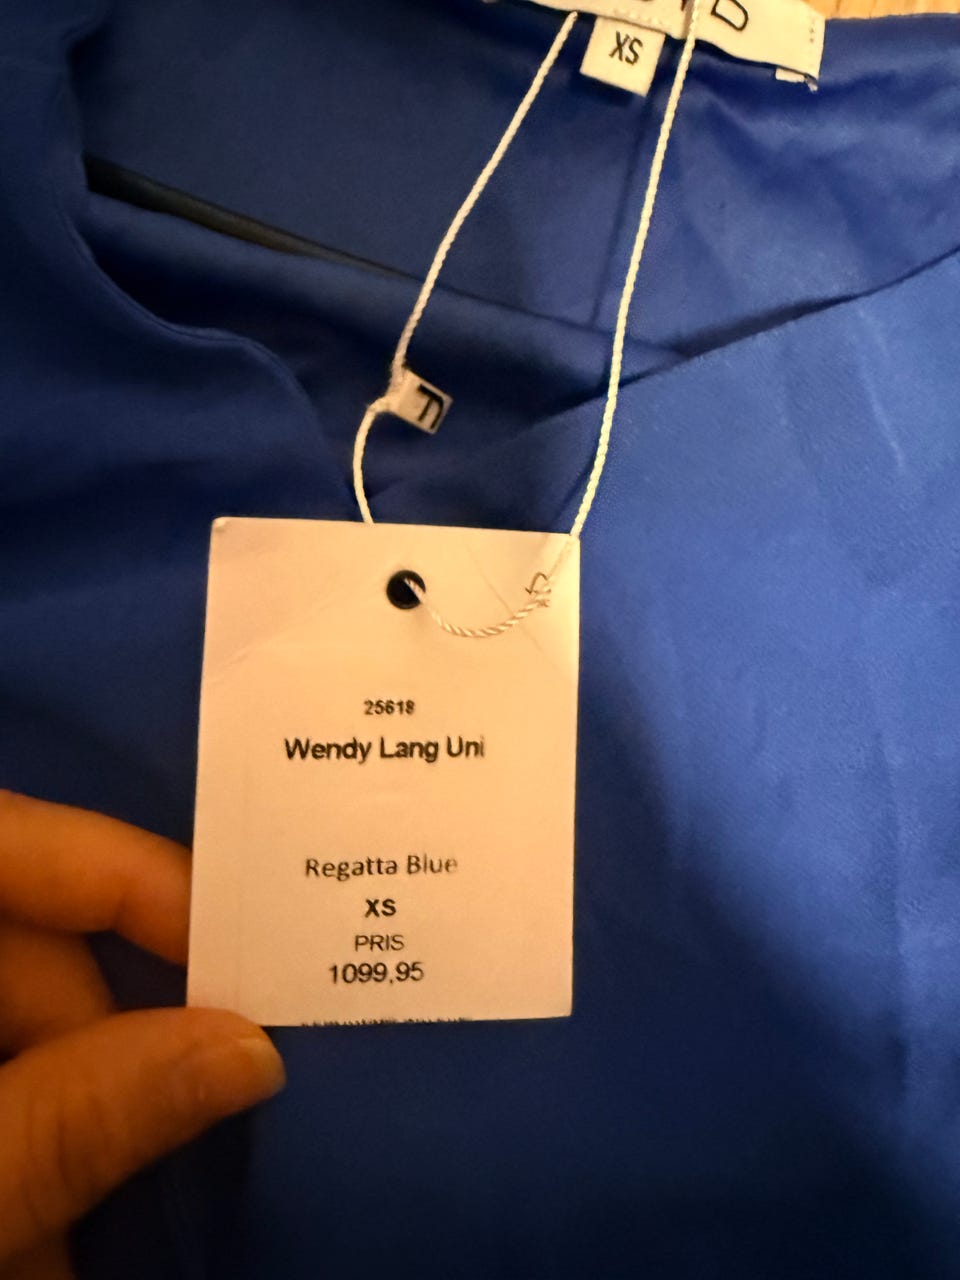 XS
25618
Wendy Lang Uni
Regatta Blue
XS
PRIS
1099,95